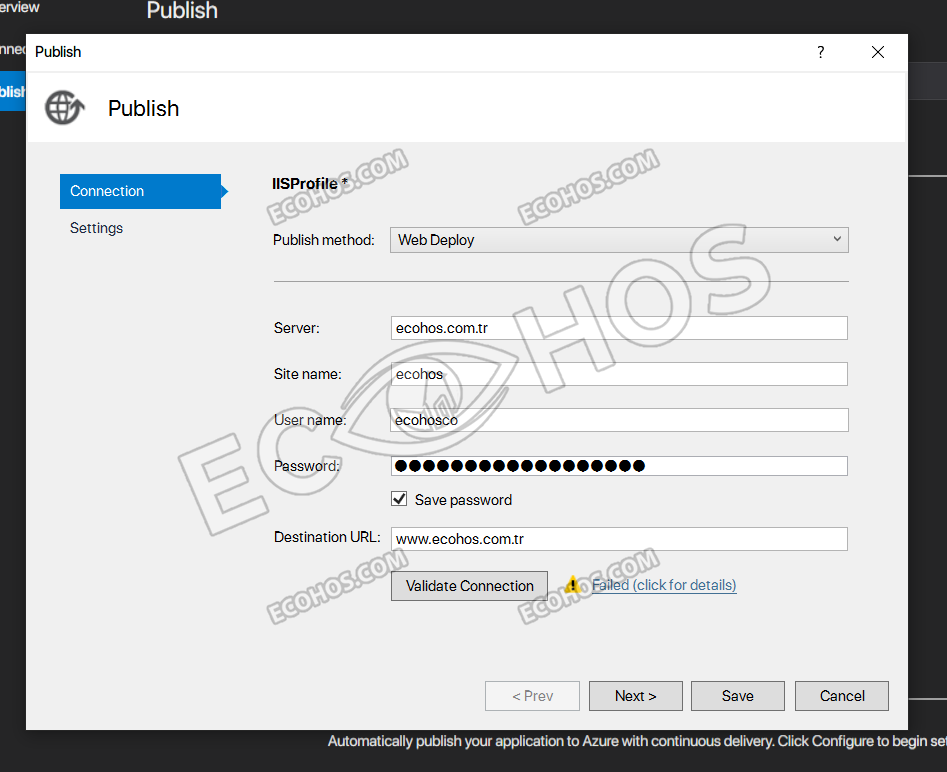 erview
Publish
nnec
Publish
?
blish
Publish
ECOHOS.COM
ECOHOS.COM
Connection
IISProfile *
Settings
Publish method: Web Deploy
ECOHOS
Server: ecohos.com.tr
Site name: ecohos
User name: ecohosco
Password: ●●●●●●●●●●●●●●●●●●
Save password
Destination URL: www.ecohos.com.tr
ECOHOS.COM
ECOHOS.COM
Validate Connection Failed (click for details)
< Prev Next > Save Cancel
Automatically publish your application to Azure with continuous delivery. Click Configure to begin set